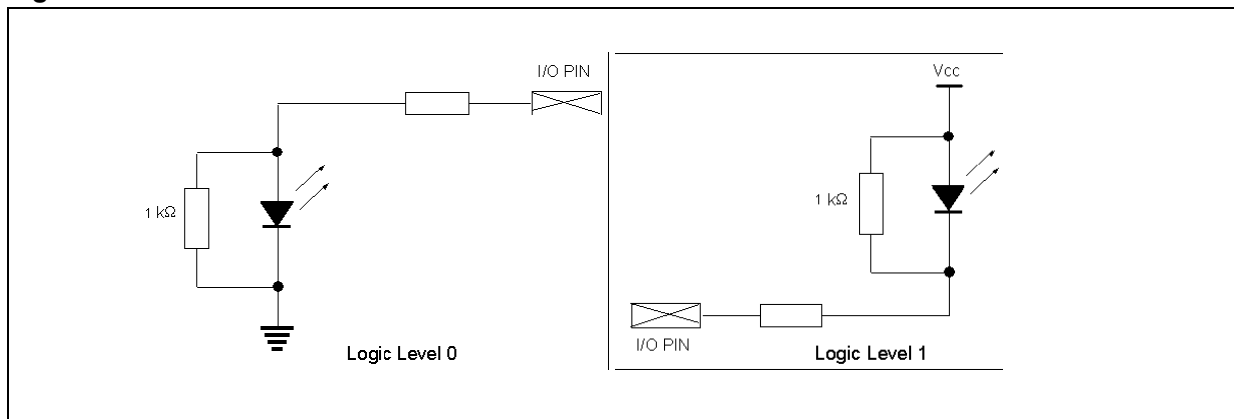 I/O PIN
1 kΩ
Logic Level 0
Vcc
1 kΩ
I/O PIN
Logic Level 1